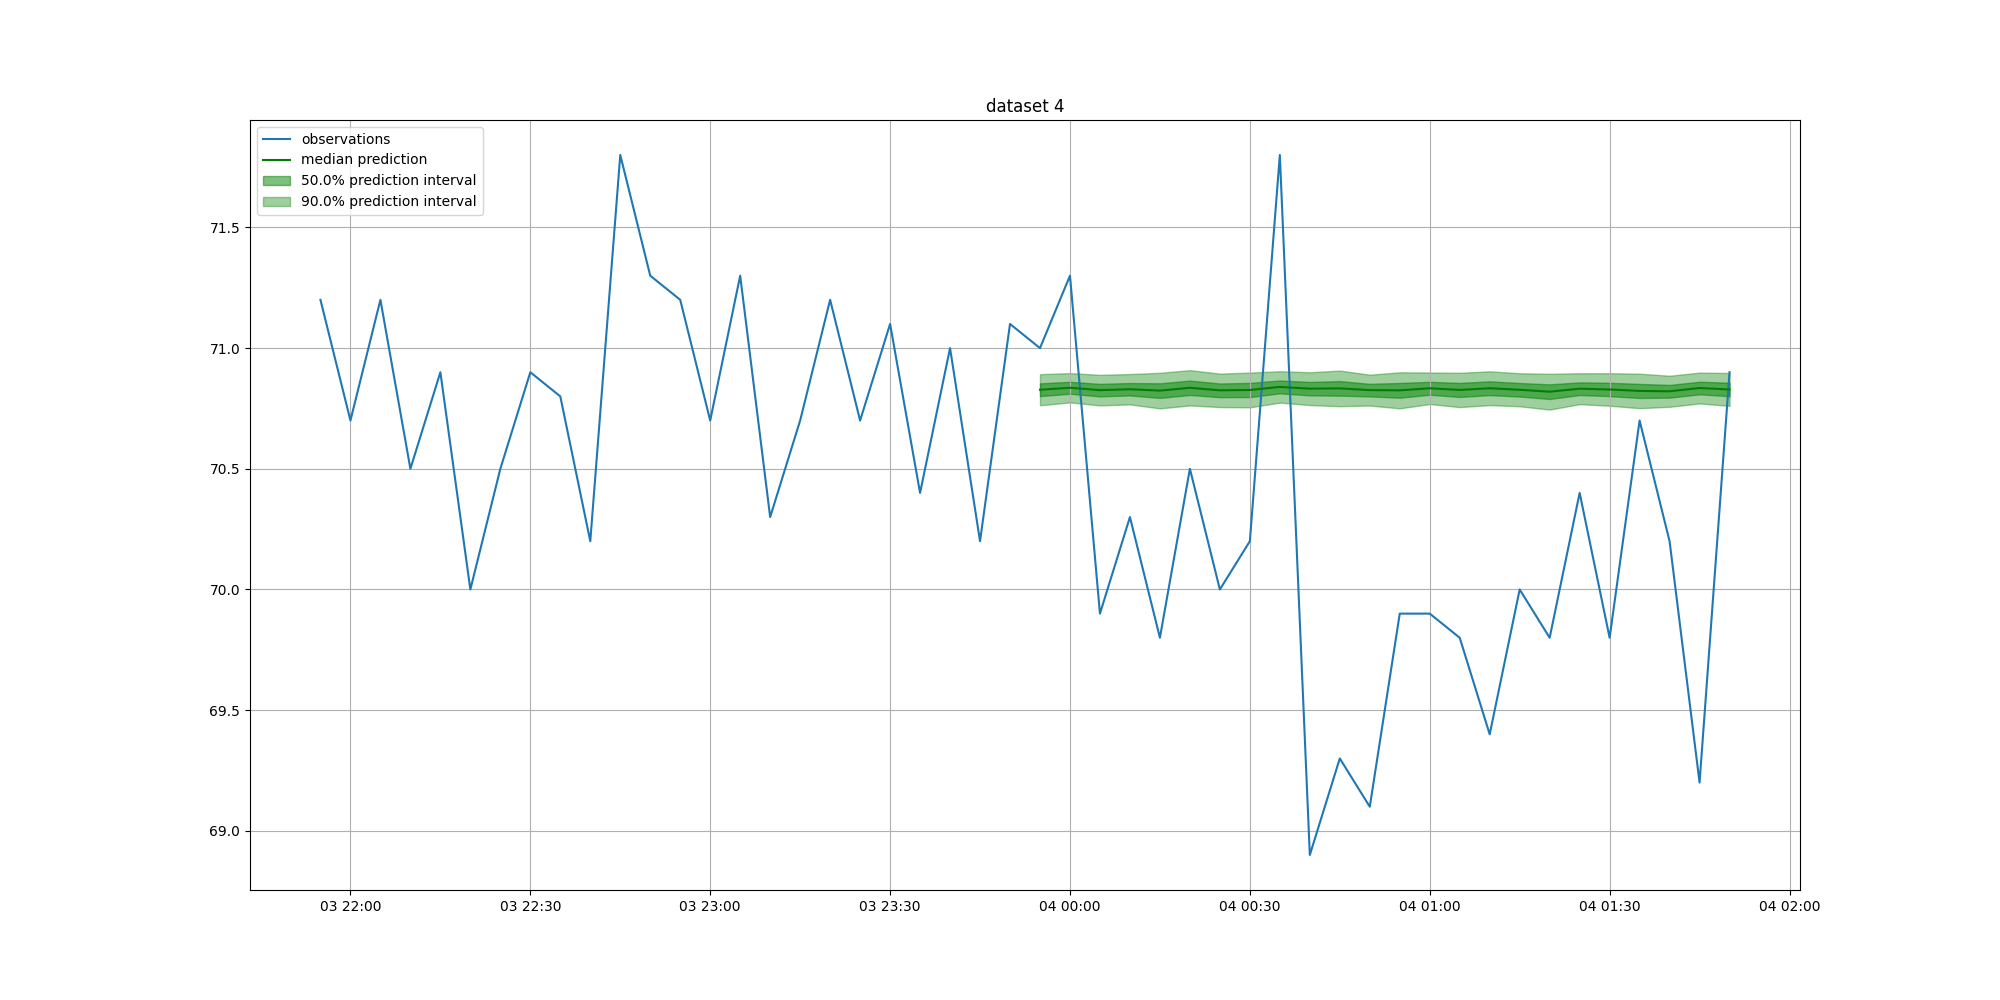 dataset 4
observations
median prediction
50.0% prediction interval
90.0% prediction interval
71.5
71.0
70.5
70.0
69.5
69.0
03 22:00 03 22:30 03 23:00 03 23:30 04 00:00 04 00:30 04 01:00 04 01:30 04 02:00